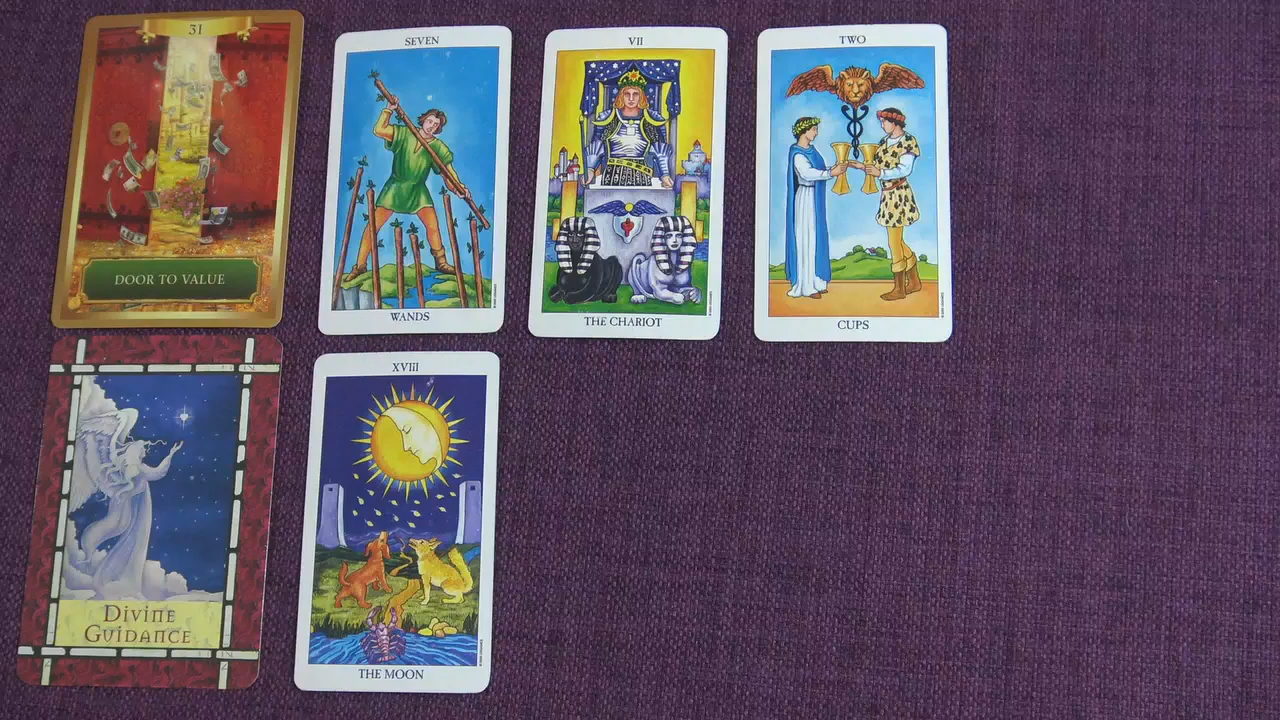 31
DOOR TO VALUE
SEVEN
WANDS
VII
THE CHARIOT
TWO
CUPS
DIVINE
GUIDANCE
XVIII
THE MOON